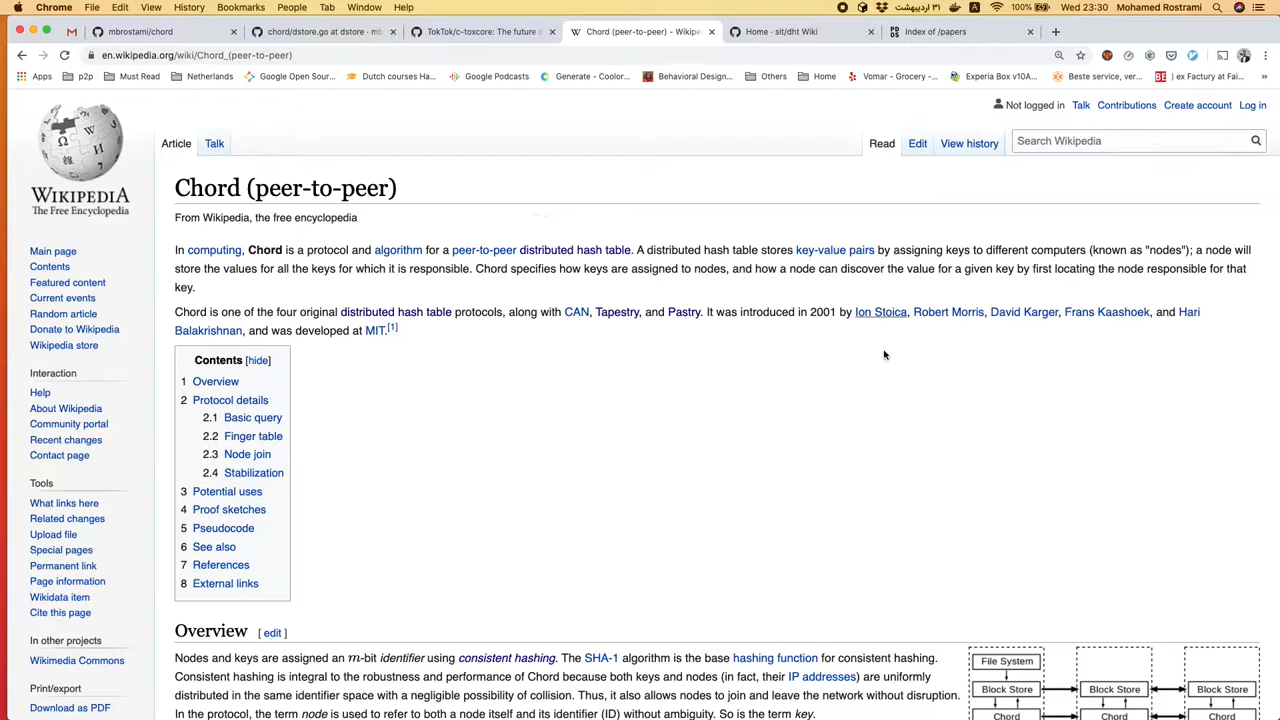 Chrome File Edit View History Bookmarks People Tab Window Help ۳۱ اردیبهشت 100% Wed 23:30 Mohamed Rostrami
mbrostami/chord × chord/dstore.go at dstore · mb × TokTok/c-toxcore: The future o × Chord (peer-to-peer) - Wikipe × Home · sit/dht Wiki × Index of /papers × +
en.wikipedia.org/wiki/Chord_(peer-to-peer)
Apps p2p Must Read Netherlands Google Open Sour... Dutch courses Ha... Google Podcasts Generate - Coolor... Behavioral Design... Others Home Vomar - Grocery -... Experia Box v10A... Beste service, ver... BE | ex Factory at Fai... »
Not logged in Talk Contributions Create account Log in
Article Talk Read Edit View history Search Wikipedia
WIKIPEDIA
The Free Encyclopedia
Chord (peer-to-peer)
From Wikipedia, the free encyclopedia
In computing, Chord is a protocol and algorithm for a peer-to-peer distributed hash table. A distributed hash table stores key-value pairs by assigning keys to different computers (known as "nodes"); a node will
store the values for all the keys for which it is responsible. Chord specifies how keys are assigned to nodes, and how a node can discover the value for a given key by first locating the node responsible for that
key.
Chord is one of the four original distributed hash table protocols, along with CAN, Tapestry, and Pastry. It was introduced in 2001 by Ion Stoica, Robert Morris, David Karger, Frans Kaashoek, and Hari
Balakrishnan, and was developed at MIT.[1]
Contents [hide]
1 Overview
2 Protocol details
2.1 Basic query
2.2 Finger table
2.3 Node join
2.4 Stabilization
3 Potential uses
4 Proof sketches
5 Pseudocode
6 See also
7 References
8 External links
Main page
Contents
Featured content
Current events
Random article
Donate to Wikipedia
Wikipedia store
Interaction
Help
About Wikipedia
Community portal
Recent changes
Contact page
Tools
What links here
Related changes
Upload file
Special pages
Permanent link
Page information
Wikidata item
Cite this page
In other projects
Wikimedia Commons
Print/export
Download as PDF
Overview [ edit ]
Nodes and keys are assigned an m-bit identifier using consistent hashing. The SHA-1 algorithm is the base hashing function for consistent hashing.
Consistent hashing is integral to the robustness and performance of Chord because both keys and nodes (in fact, their IP addresses) are uniformly
distributed in the same identifier space with a negligible possibility of collision. Thus, it also allows nodes to join and leave the network without disruption.
In the protocol, the term node is used to refer to both a node itself and its identifier (ID) without ambiguity. So is the term key.
File System
Block Store Block Store Block Store
Chord Chord Chord